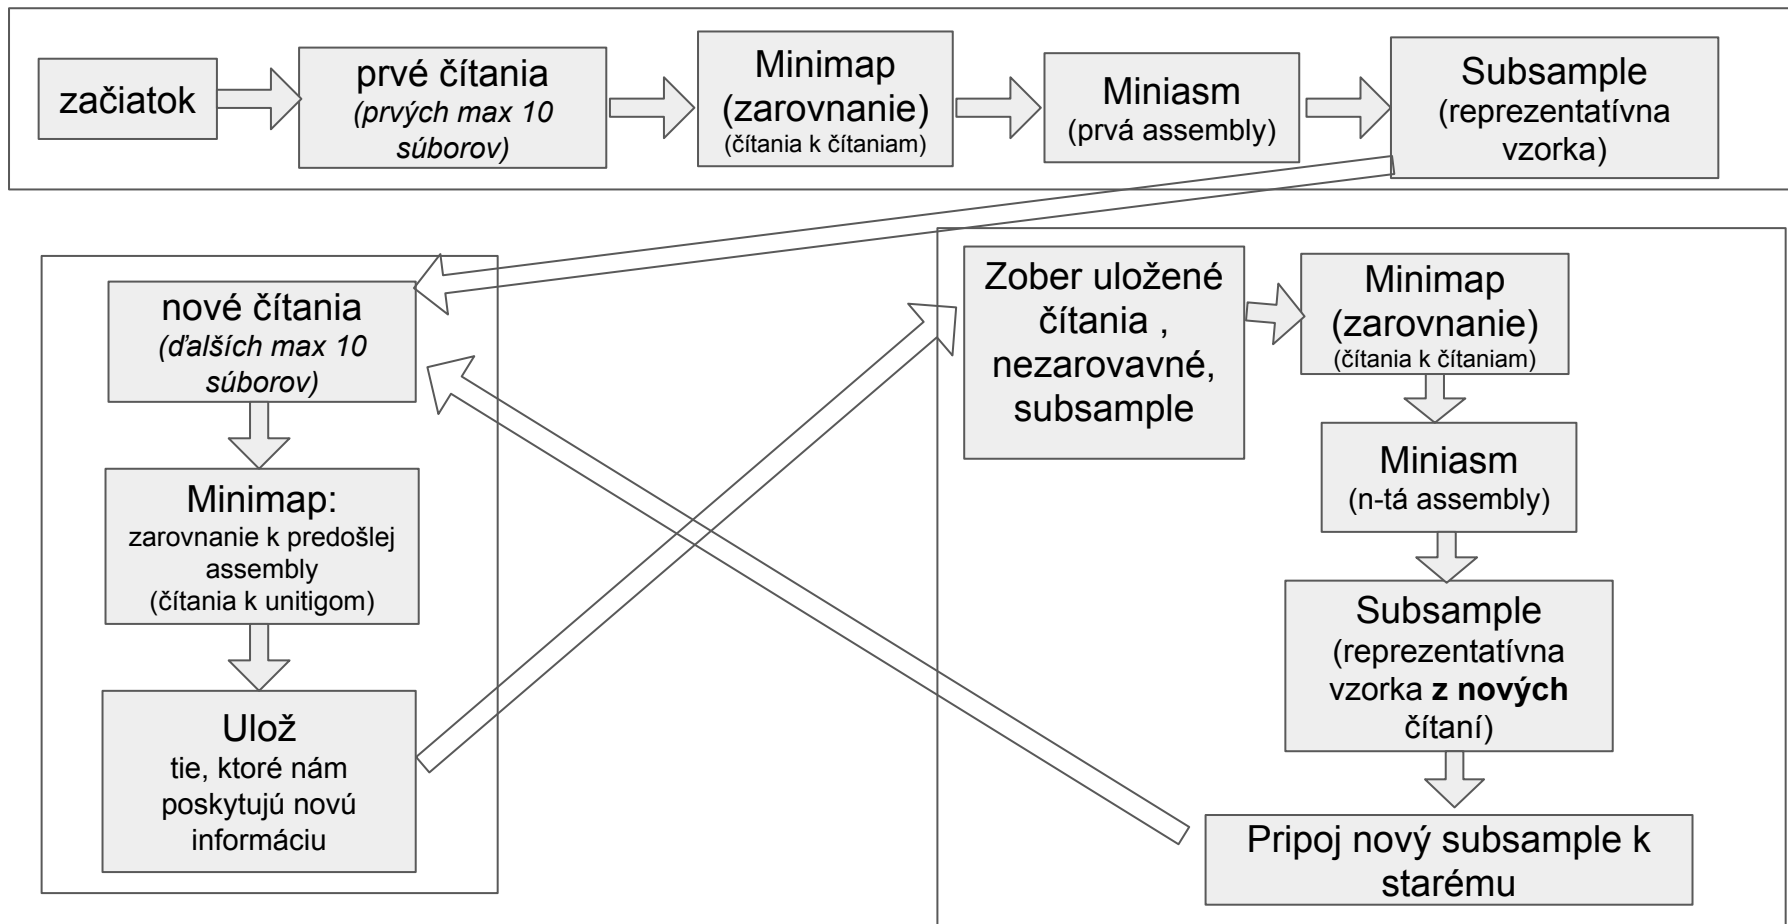 začiatok
prvé čítania
(prvých max 10
súborov)
Minimap
(zarovnanie)
(čítania k čítaniam)
Miniasm
(prvá assembly)
Subsample
(reprezentatívna
vzorka)
nové čítania
(ďalších max 10
súborov)
Minimap:
zarovnanie k predošlej
assembly
(čítania k unitigom)
Ulož
tie, ktoré nám
poskytujú novú
informáciu
Zober uložené
čítania ,
nezarovavné,
subsample
Minimap
(zarovnanie)
(čítania k čítaniam)
Miniasm
(n-tá assembly)
Subsample
(reprezentatívna
vzorka z nových
čítaní)
Pripoj nový subsample k
starému